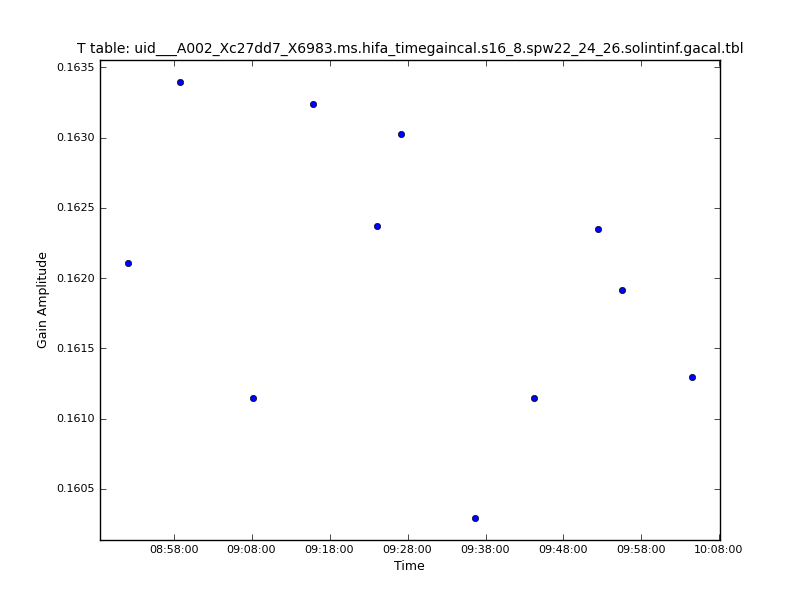 T table: uid___A002_Xc27dd7_X6983.ms.hifa_timegaincal.s16_8.spw22_24_26.solintinf.gacal.tbl
0.1635
0.1630
0.1625
0.1620
0.1615
0.1610
0.1605
Gain Amplitude
08:58:00 09:08:00 09:18:00 09:28:00 09:38:00 09:48:00 09:58:00 10:08:00
Time